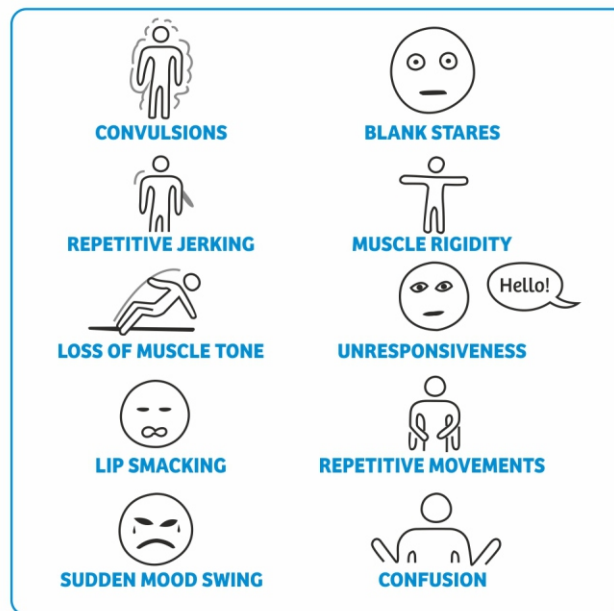 CONVULSIONS
BLANK STARES
REPETITIVE JERKING
MUSCLE RIGIDITY
Hello!
LOSS OF MUSCLE TONE
UNRESPONSIVENESS
LIP SMACKING
REPETITIVE MOVEMENTS
SUDDEN MOOD SWING
CONFUSION